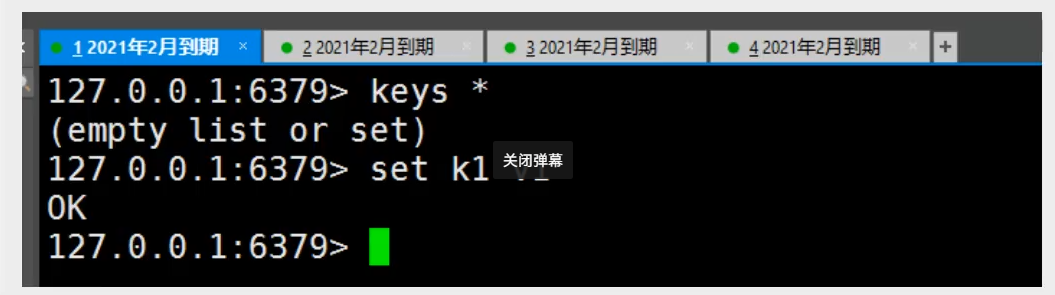 1 2021年2月到期 × 2 2021年2月到期 × 3 2021年2月到期 × 4 2021年2月到期 × +
127.0.0.1:6379> keys *
(empty list or set)
127.0.0.1:6379> set k1
关闭弹幕
OK
127.0.0.1:6379>